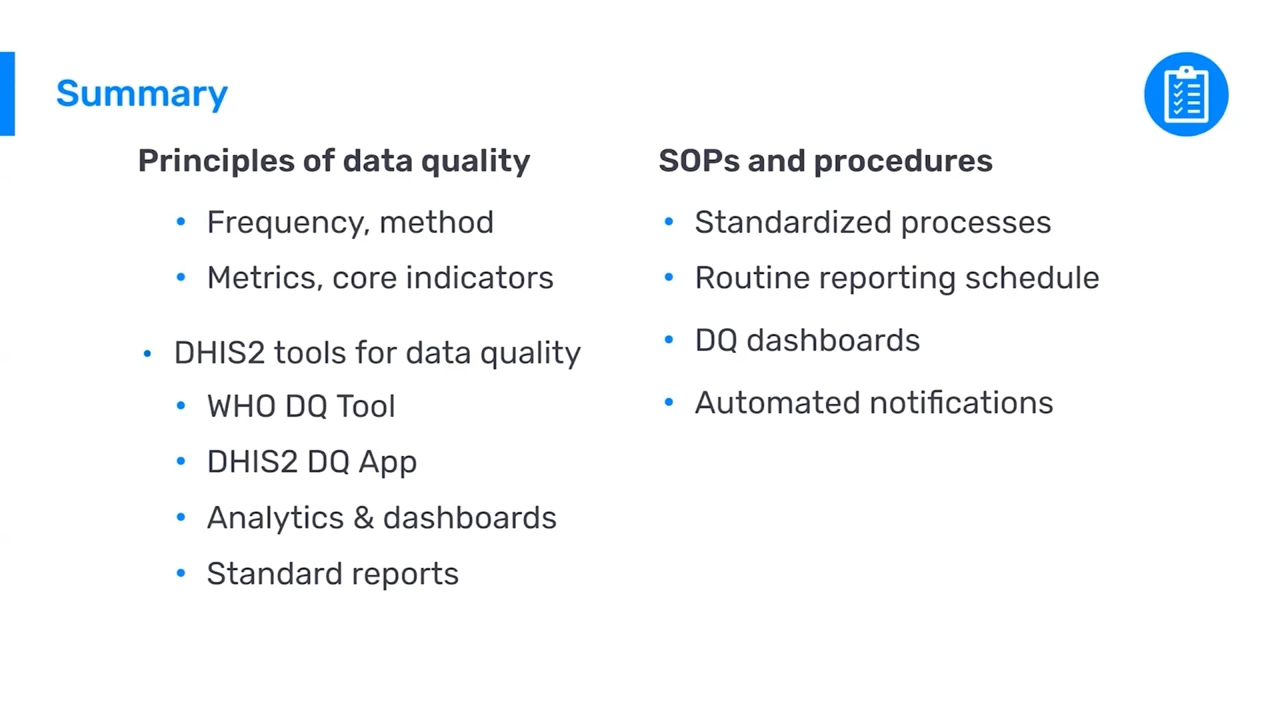 Summary
Principles of data quality
• Frequency, method
• Metrics, core indicators
• DHIS2 tools for data quality
• WHO DQ Tool
• DHIS2 DQ App
• Analytics & dashboards
• Standard reports
SOPs and procedures
• Standardized processes
• Routine reporting schedule
• DQ dashboards
• Automated notifications